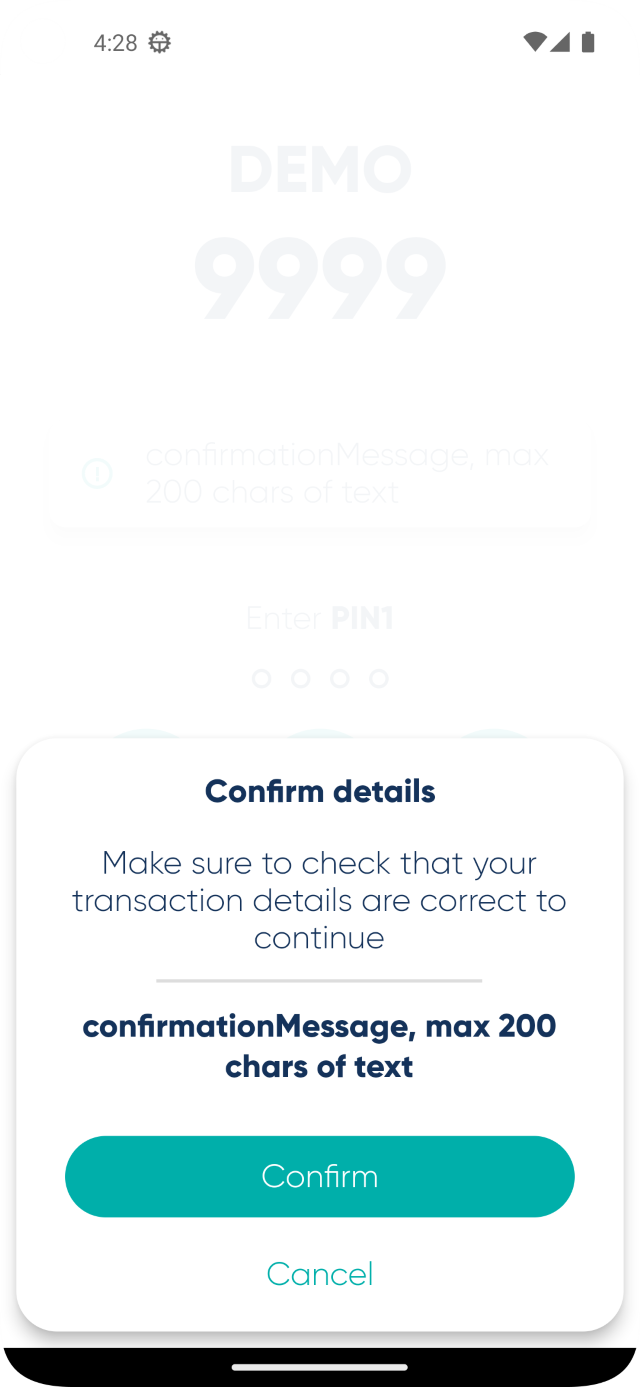 4:28
DEMO
9999
confirmationMessage, max
200 chars of text
Enter PIN1
Confirm details
Make sure to check that your
transaction details are correct to
continue
confirmationMessage, max 200
chars of text
Confirm
Cancel